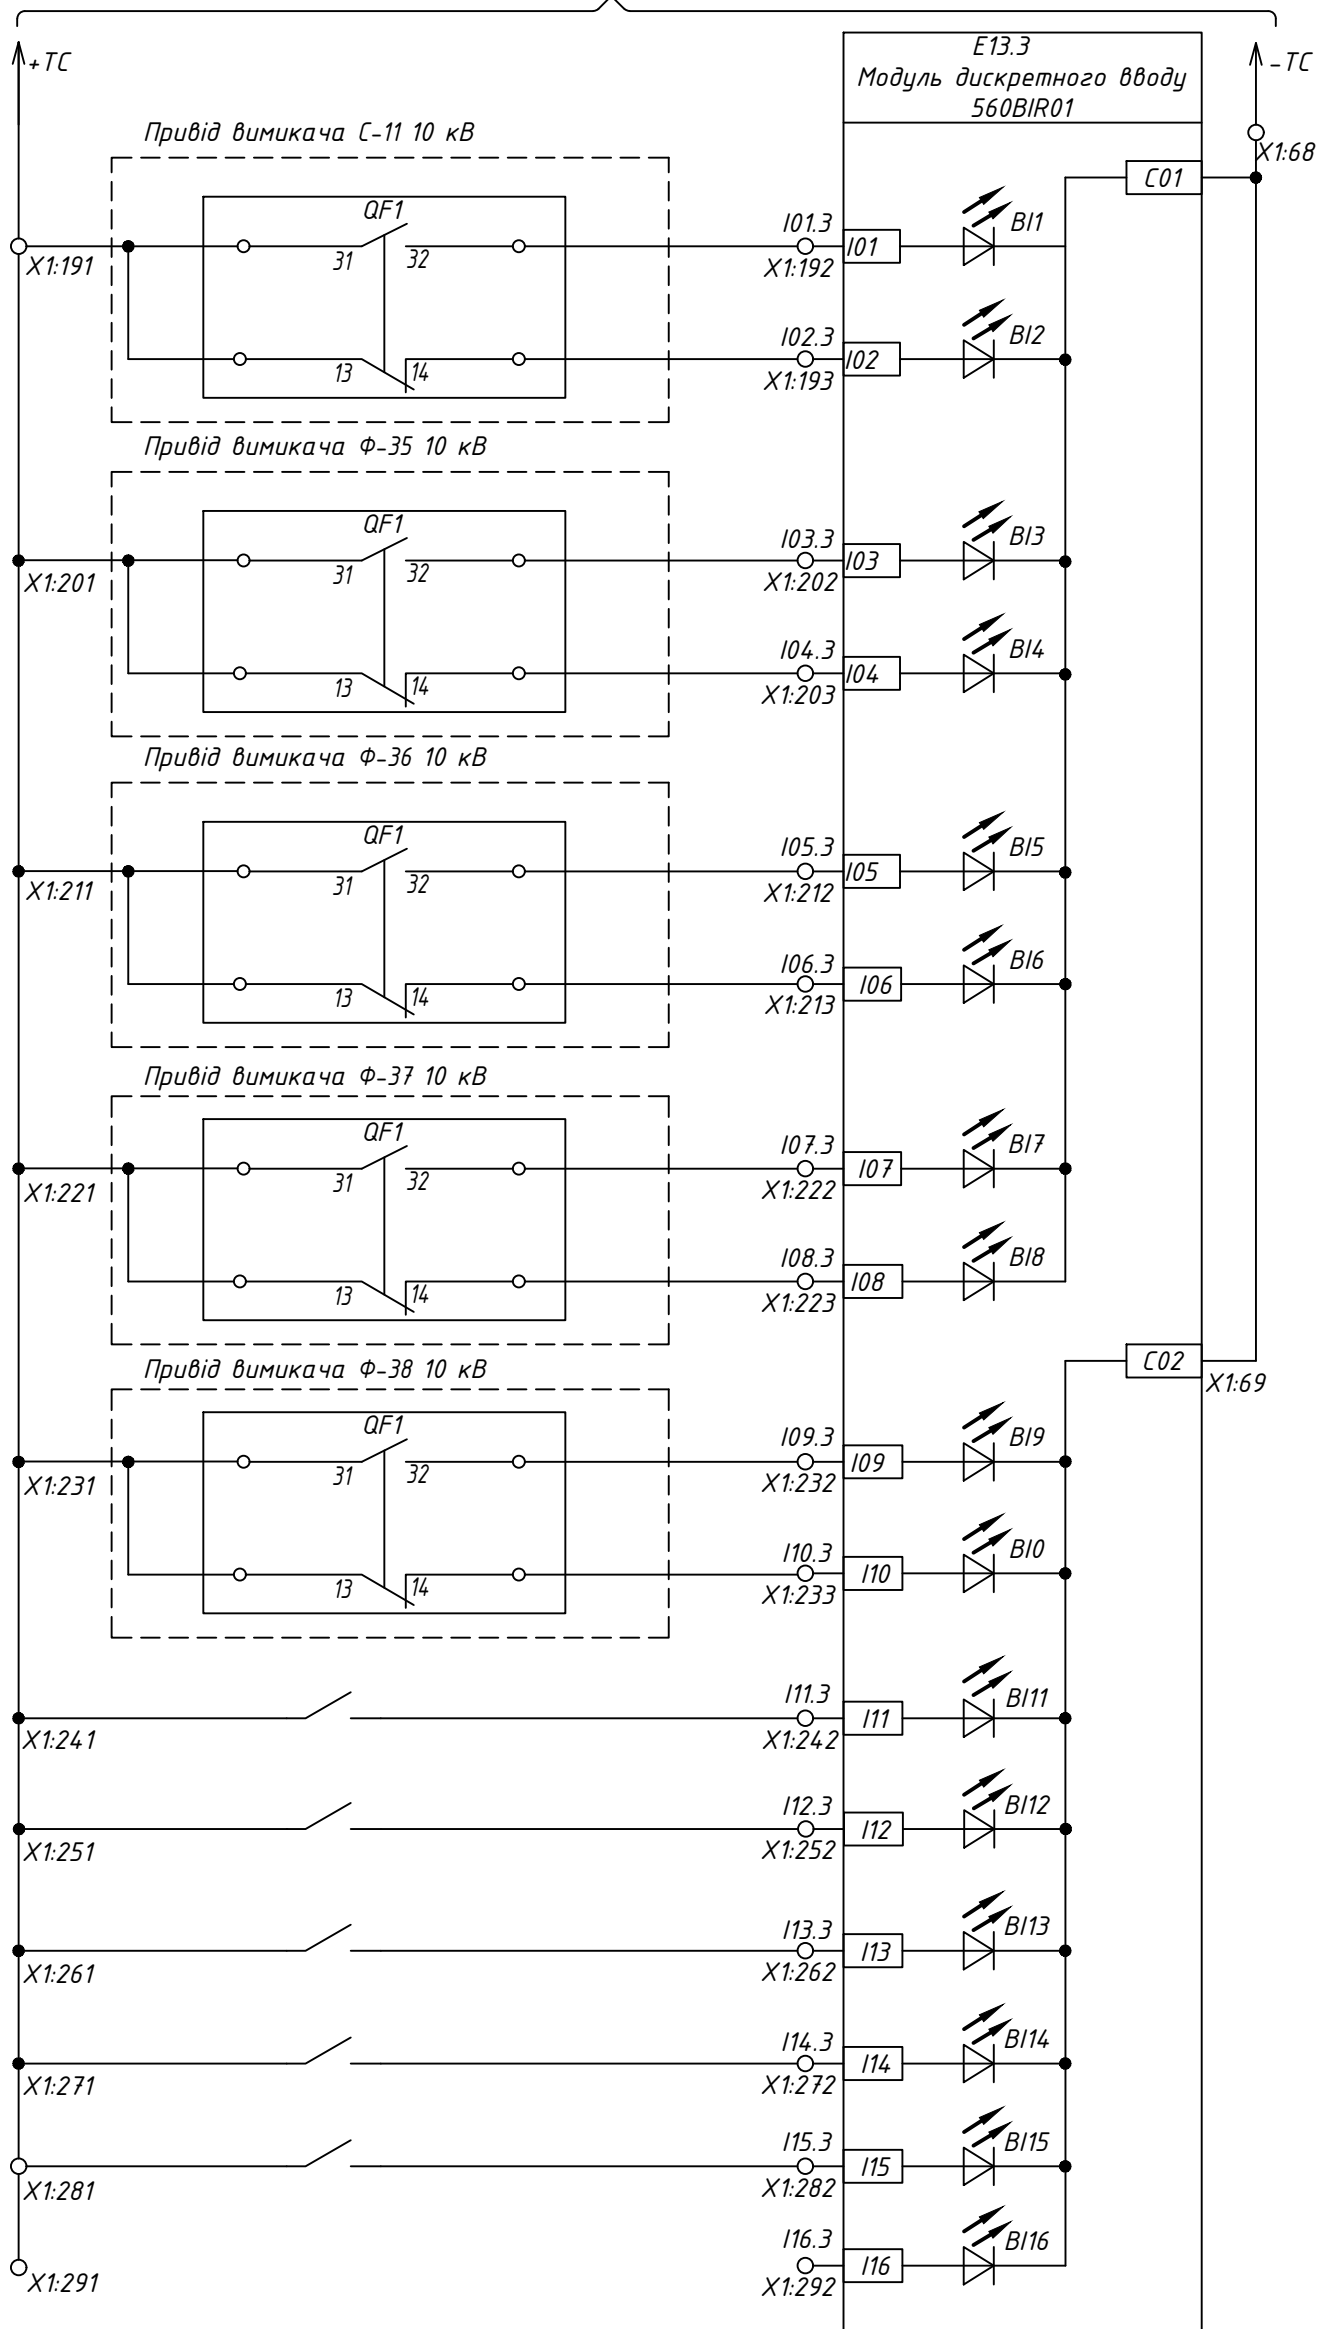 +ТС
E13.3
Модуль дискретного вводу
560BIR01
-ТС
X1:68
C01
Привід вимикача С-11 10 кВ
QF1
31
32
X1:191
I01.3
X1:192
I01
BI1
13
14
I02.3
X1:193
I02
BI2
Привід вимикача Ф-35 10 кВ
QF1
31
32
X1:201
I03.3
X1:202
I03
BI3
13
14
I04.3
X1:203
I04
BI4
Привід вимикача Ф-36 10 кВ
QF1
31
32
X1:211
I05.3
X1:212
I05
BI5
13
14
I06.3
X1:213
I06
BI6
Привід вимикача Ф-37 10 кВ
QF1
31
32
X1:221
I07.3
X1:222
I07
BI7
13
14
I08.3
X1:223
I08
BI8
C02
X1:69
Привід вимикача Ф-38 10 кВ
QF1
31
32
X1:231
I09.3
X1:232
I09
BI9
13
14
I10.3
X1:233
I10
BI0
X1:241
I11.3
X1:242
I11
BI11
X1:251
I12.3
X1:252
I12
BI12
X1:261
I13.3
X1:262
I13
BI13
X1:271
I14.3
X1:272
I14
BI14
X1:281
I15.3
X1:282
I15
BI15
X1:291
I16.3
X1:292
I16
BI16